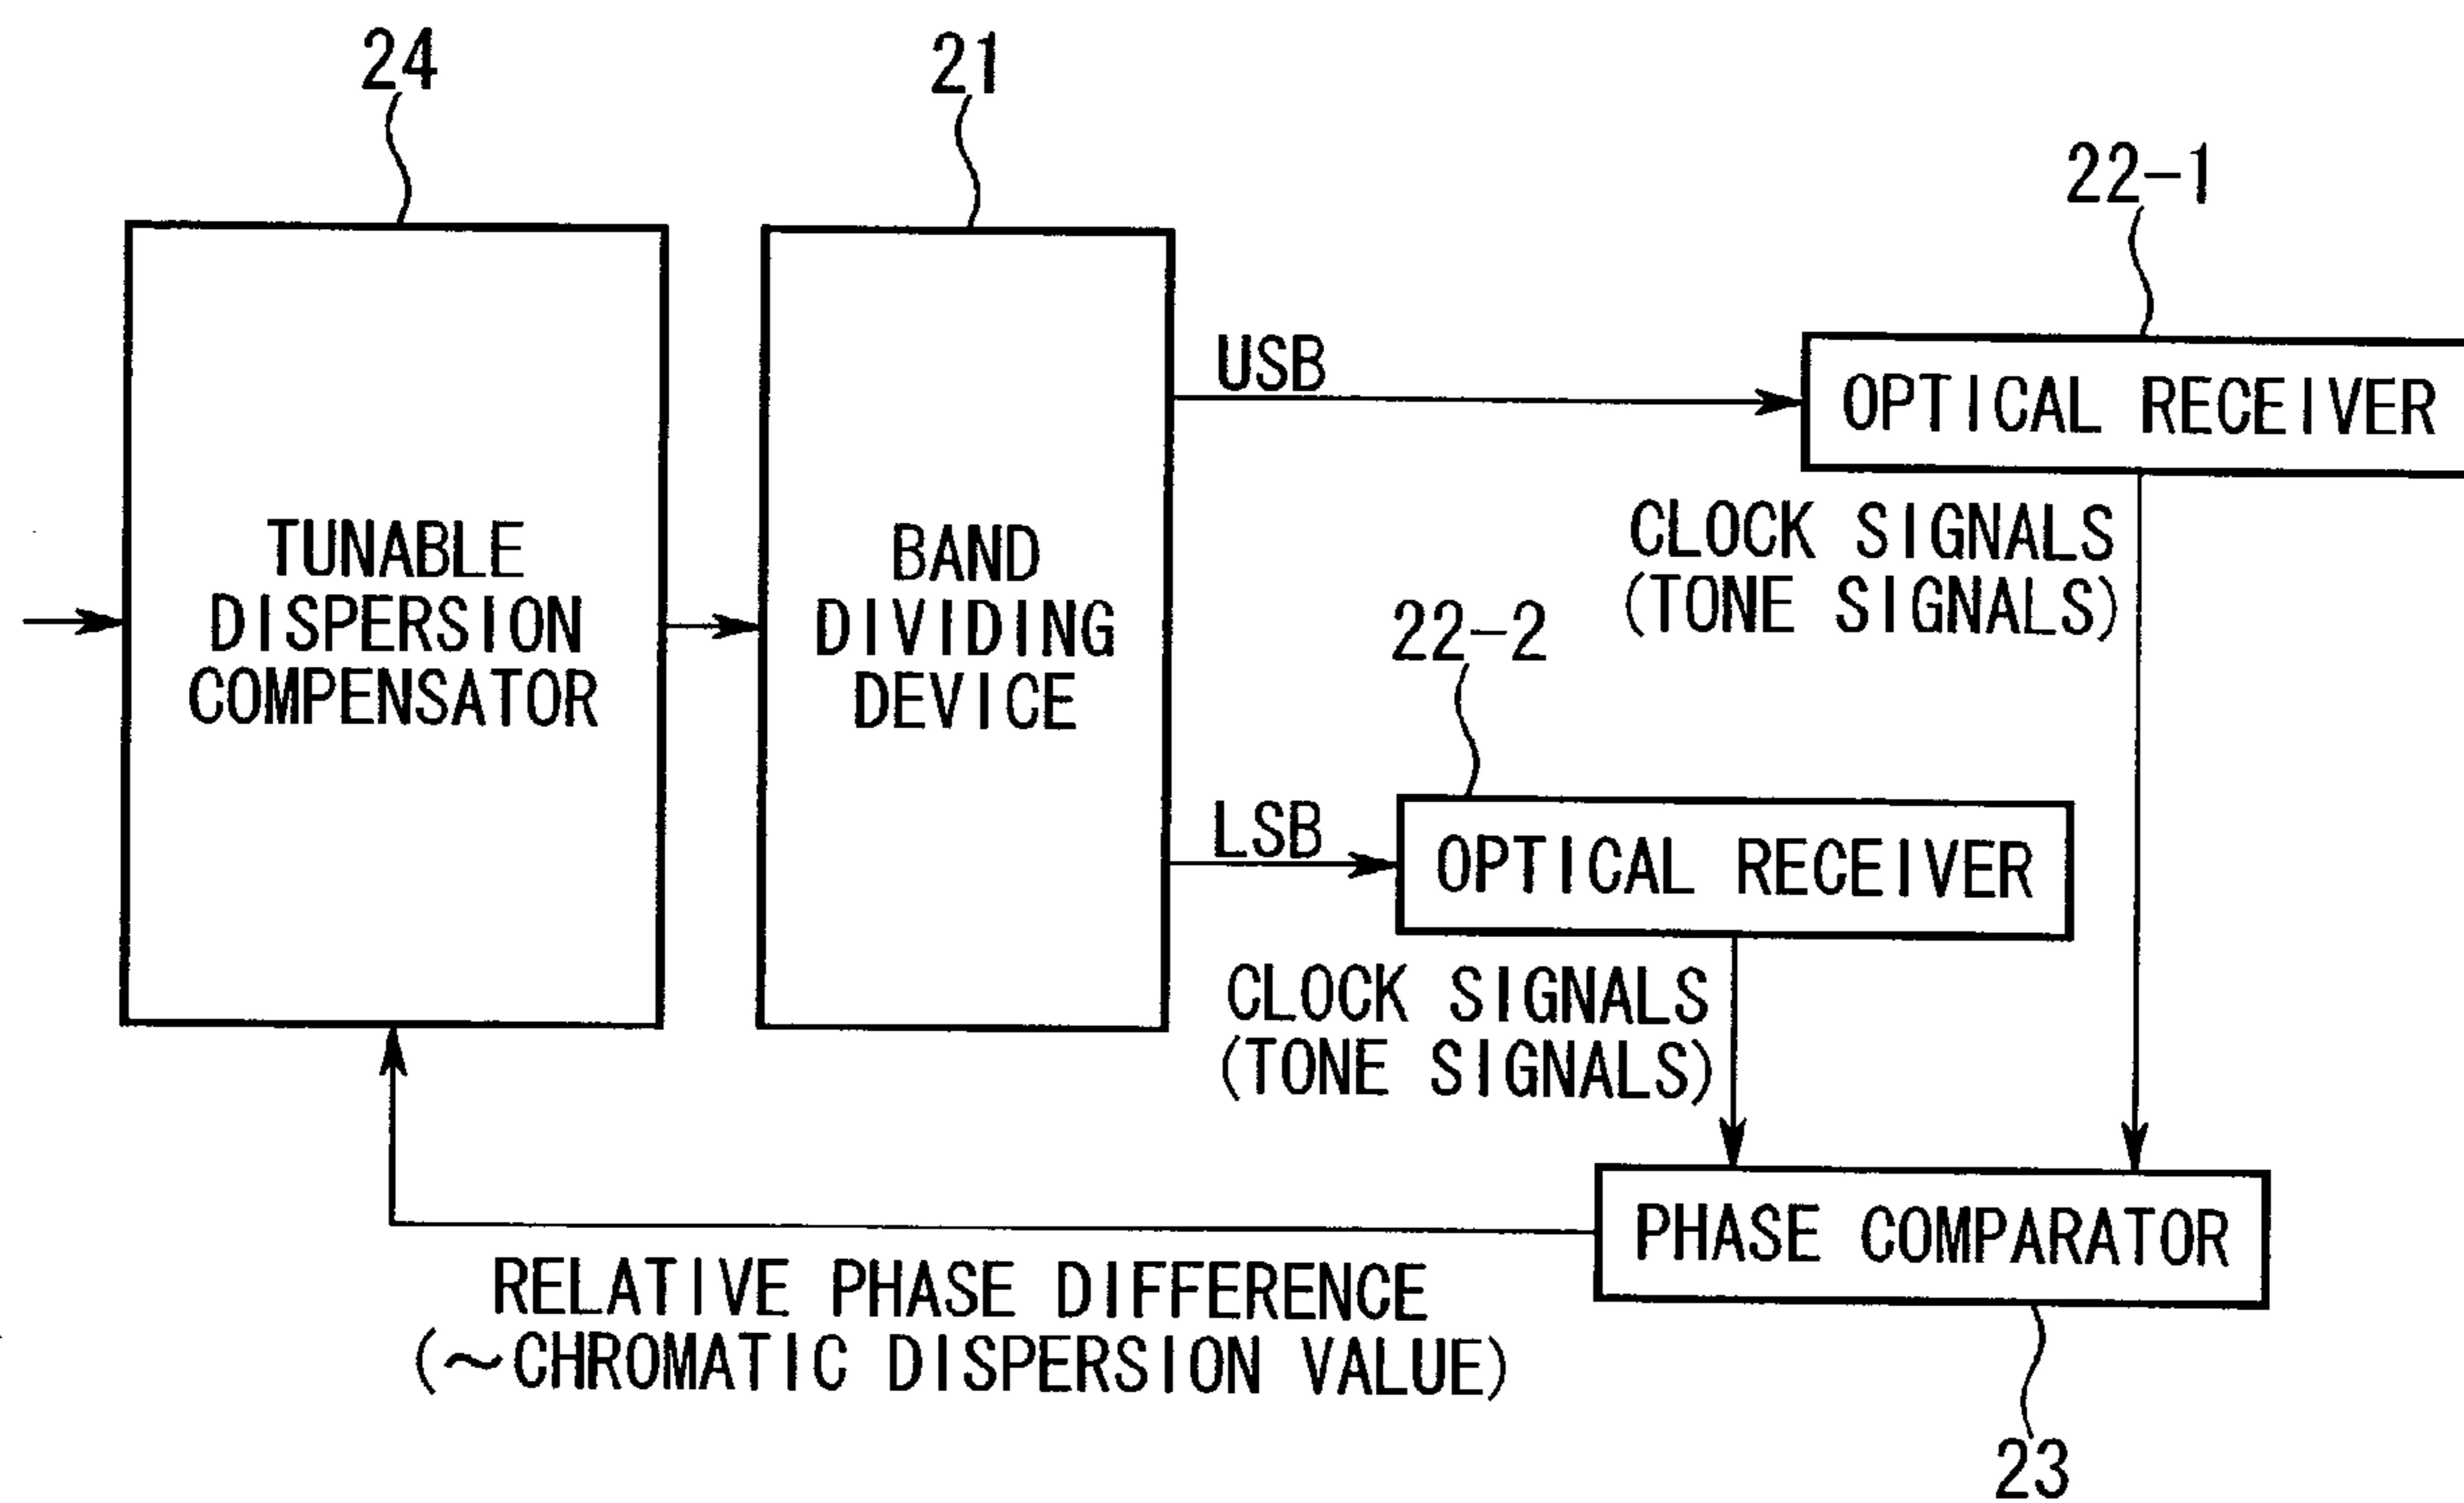 24
21
22-1
USB
OPTICAL RECEIVER
CLOCK SIGNALS
(TONE SIGNALS)
TUNABLE
DISPERSION
COMPENSATOR
BAND
DIVIDING
DEVICE
22-2
LSB
OPTICAL RECEIVER
CLOCK SIGNALS
(TONE SIGNALS)
PHASE COMPARATOR
RELATIVE PHASE DIFFERENCE
(~CHROMATIC DISPERSION VALUE)
23